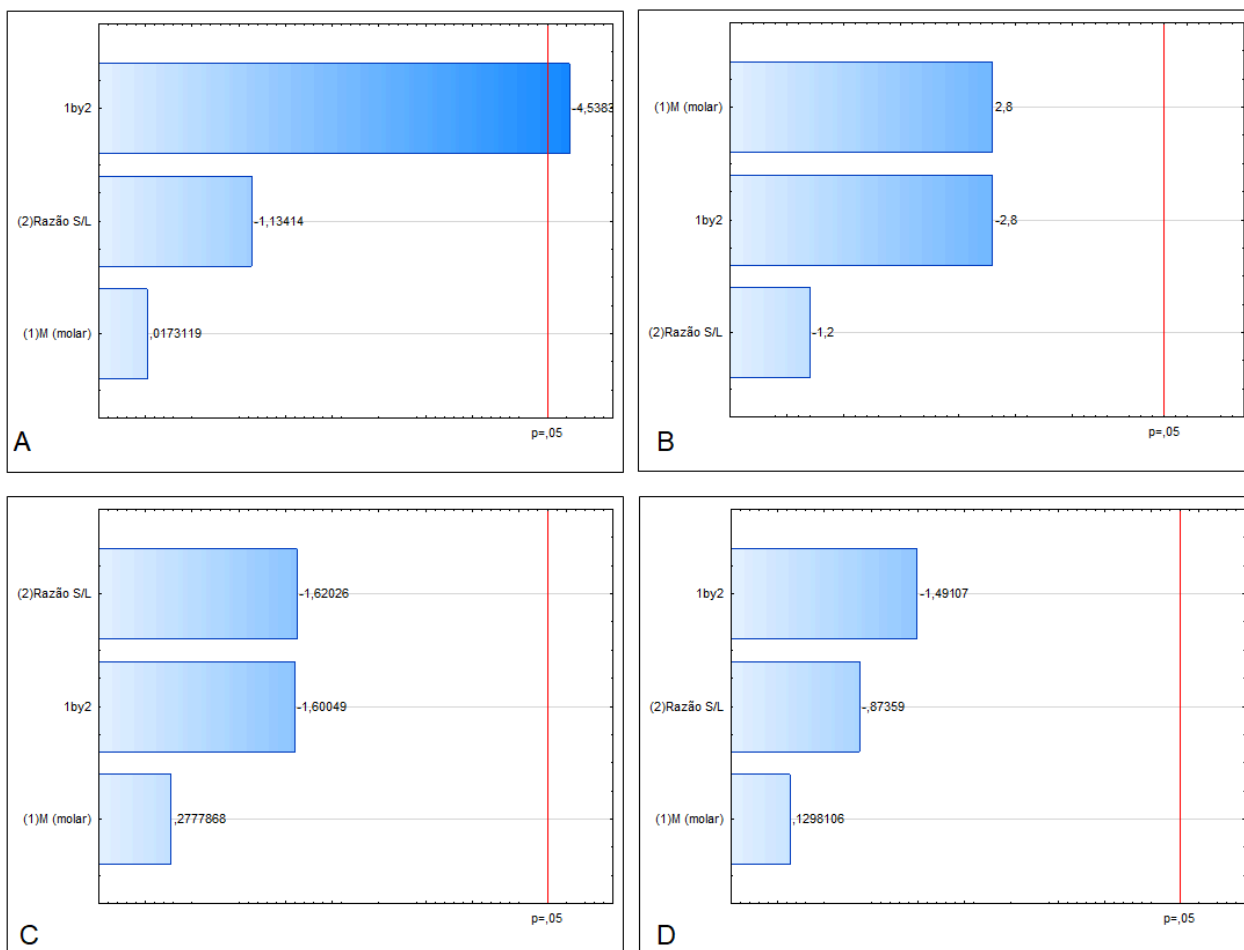 1by2
-4,5383
(2)Razão S/L
-1,13414
(1)M (molar)
,0173119
p=,05
A
(1)M (molar)
2,8
1by2
-2,8
(2)Razão S/L
-1,2
p=,05
B
(2)Razão S/L
-1,62026
1by2
-1,60049
(1)M (molar)
,2777868
p=,05
C
1by2
-1,49107
(2)Razão S/L
-,87359
(1)M (molar)
,1298106
p=,05
D